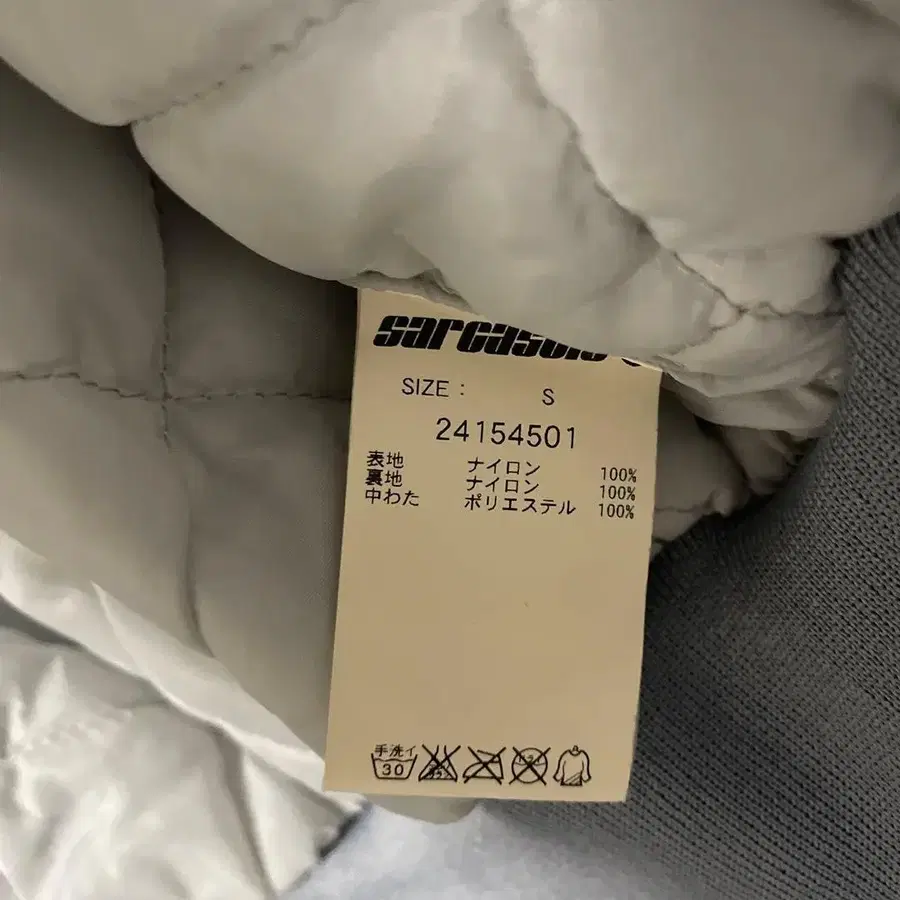 SIZE : S
24154501
表地 ナイロン 100%
裏地 ナイロン 100%
中わた ポリエステル 100%
手洗イ
30